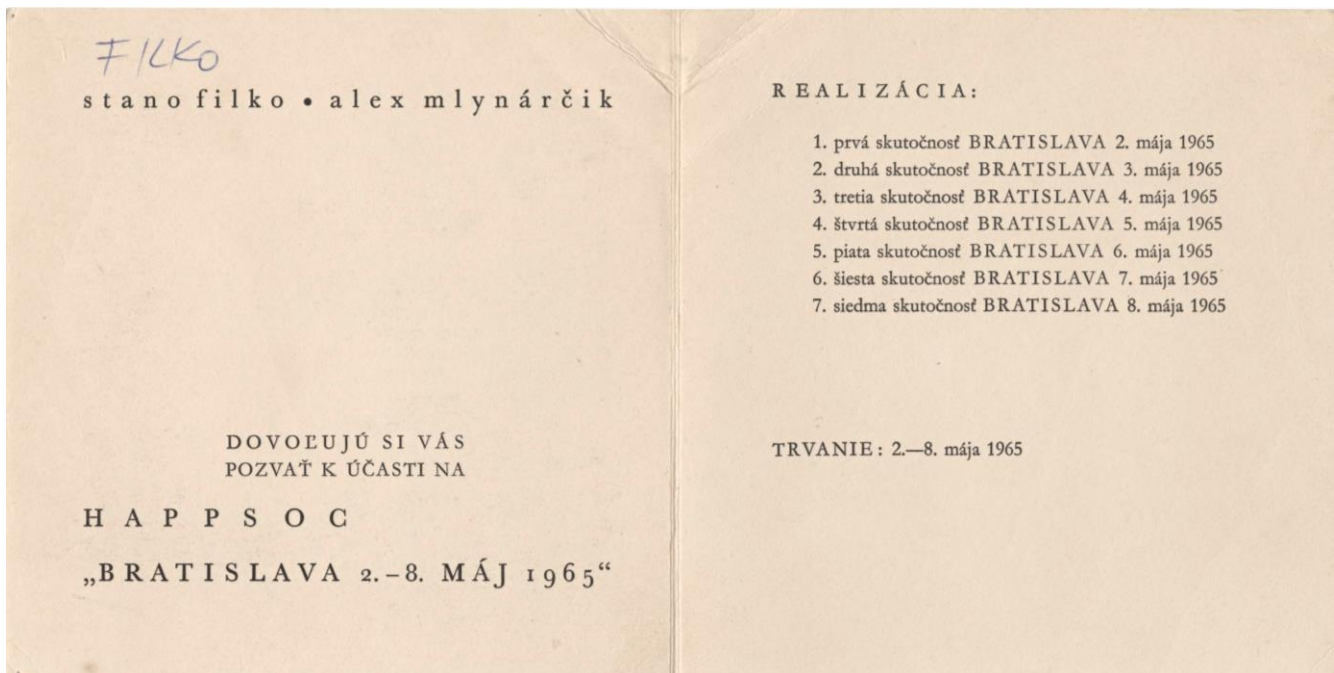 FILKO
stano filko • alex mlynárčik
DOVOĽUJÚ SI VÁS
POZVAŤ K ÚČASTI NA
HAPPSOC
„BRATISLAVA 2.–8. MÁJ 1965“
REALIZÁCIA:
1. prvá skutočnosť BRATISLAVA 2. mája 1965
2. druhá skutočnosť BRATISLAVA 3. mája 1965
3. tretia skutočnosť BRATISLAVA 4. mája 1965
4. štvrtá skutočnosť BRATISLAVA 5. mája 1965
5. piata skutočnosť BRATISLAVA 6. mája 1965
6. šiesta skutočnosť BRATISLAVA 7. mája 1965
7. siedma skutočnosť BRATISLAVA 8. mája 1965
TRVANIE: 2.—8. mája 1965